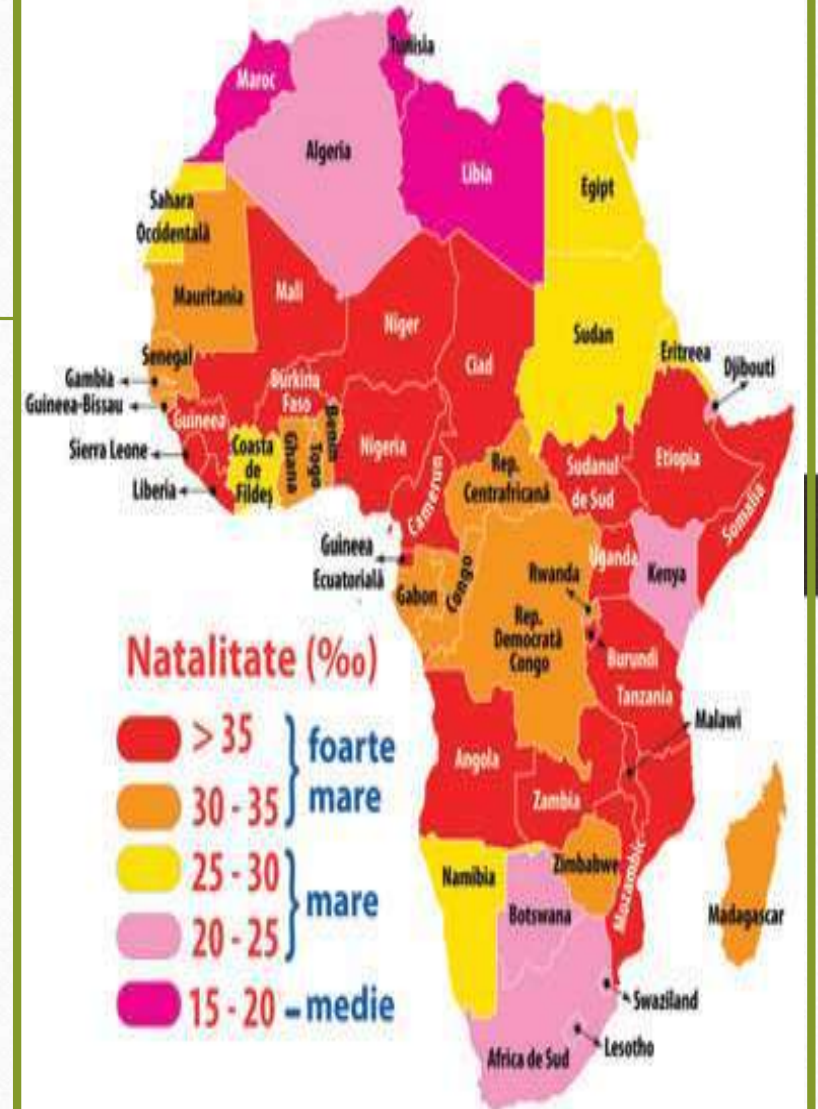 Tunisia
Maroc
Algeria
Libia
Egipt
Sahara
Occidentală
Mauritania
Mali
Niger
Ciad
Sudan
Eritreea
Djibouti
Senegal
Gambia
Guineea-Bissau
Guineea
Burkina
Faso
Sierra Leone
Liberia
Coasta
de
Fildeș
Ghana
Togo
Benin
Nigeria
Camerun
Rep.
Centrafricană
Sudanul
de Sud
Etiopia
Somalia
Guineea
Ecuatorială
Gabon
Congo
Rwanda
Uganda
Kenya
Rep.
Democrată
Congo
Burundi
Tanzania
Malawi
Angola
Zambia
Mozambic
Zimbabwe
Namibia
Botswana
Madagascar
Swaziland
Lesotho
Africa de Sud
Natalitate (‰)
> 35
30 - 35
foarte
mare
25 - 30
20 - 25
mare
15 - 20 – medie